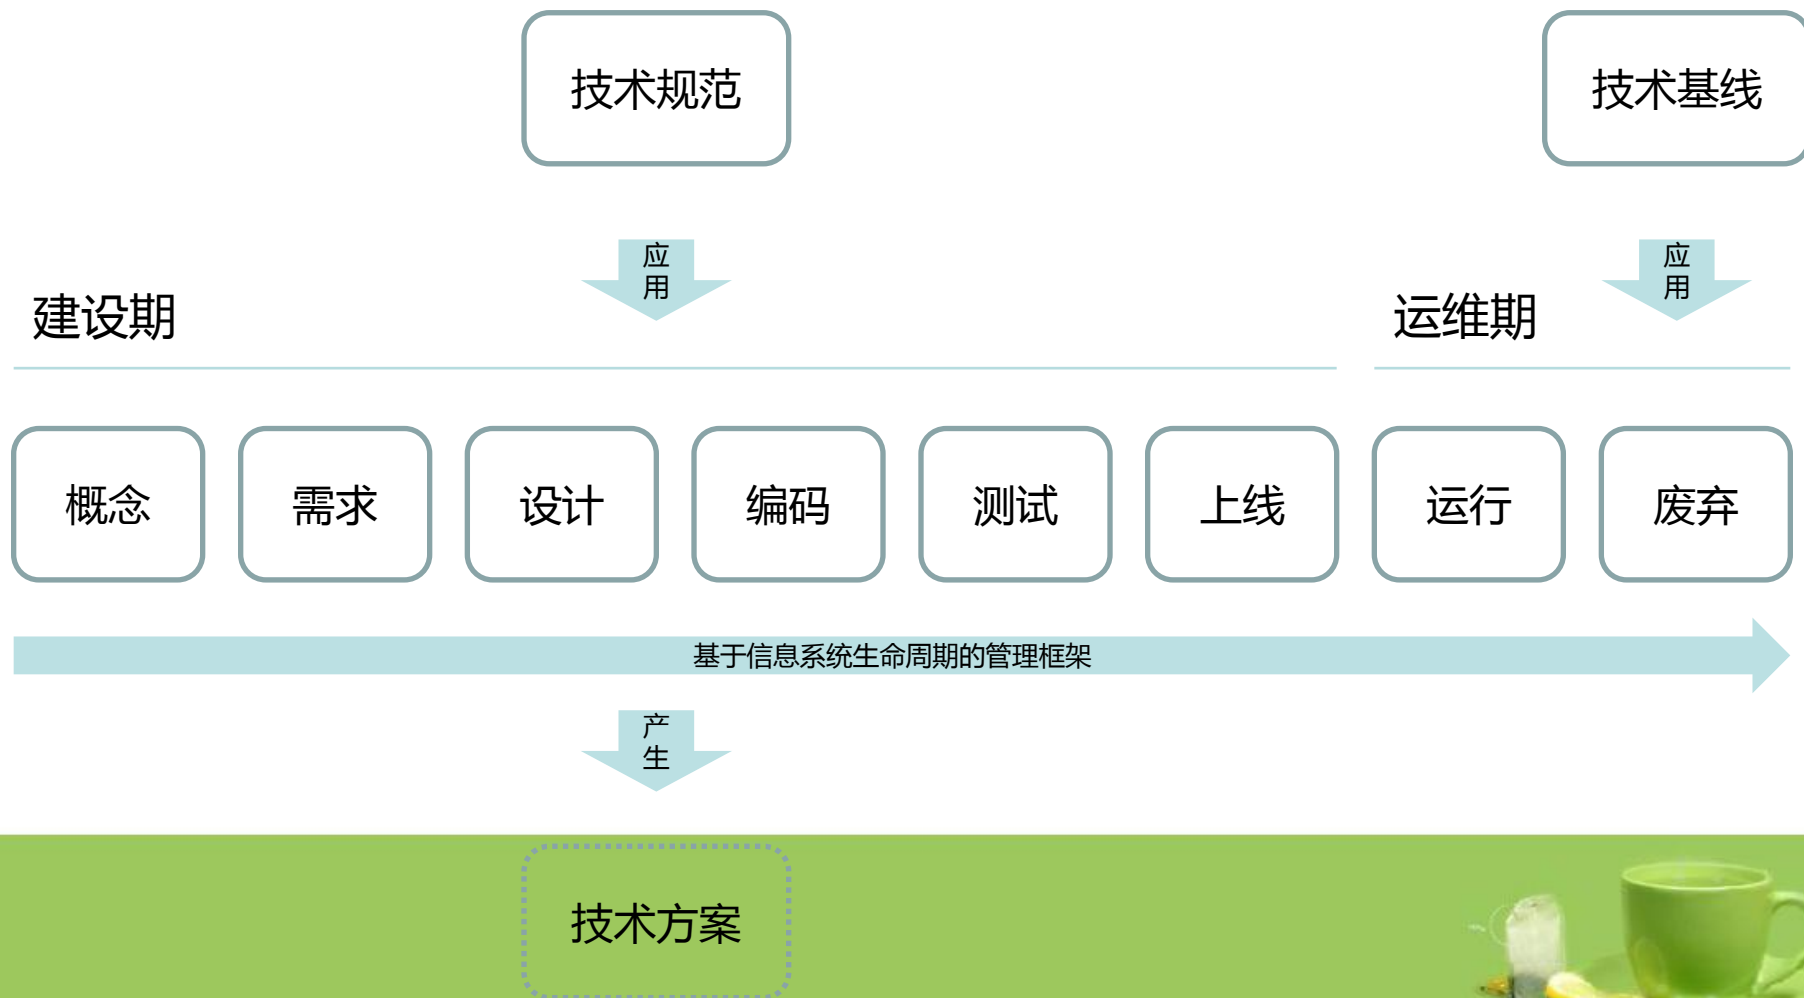 技术规范
技术基线
应
用
应
用
建设期
运维期
概念
需求
设计
编码
测试
上线
运行
废弃
基于信息系统生命周期的管理框架
产
生
技术方案